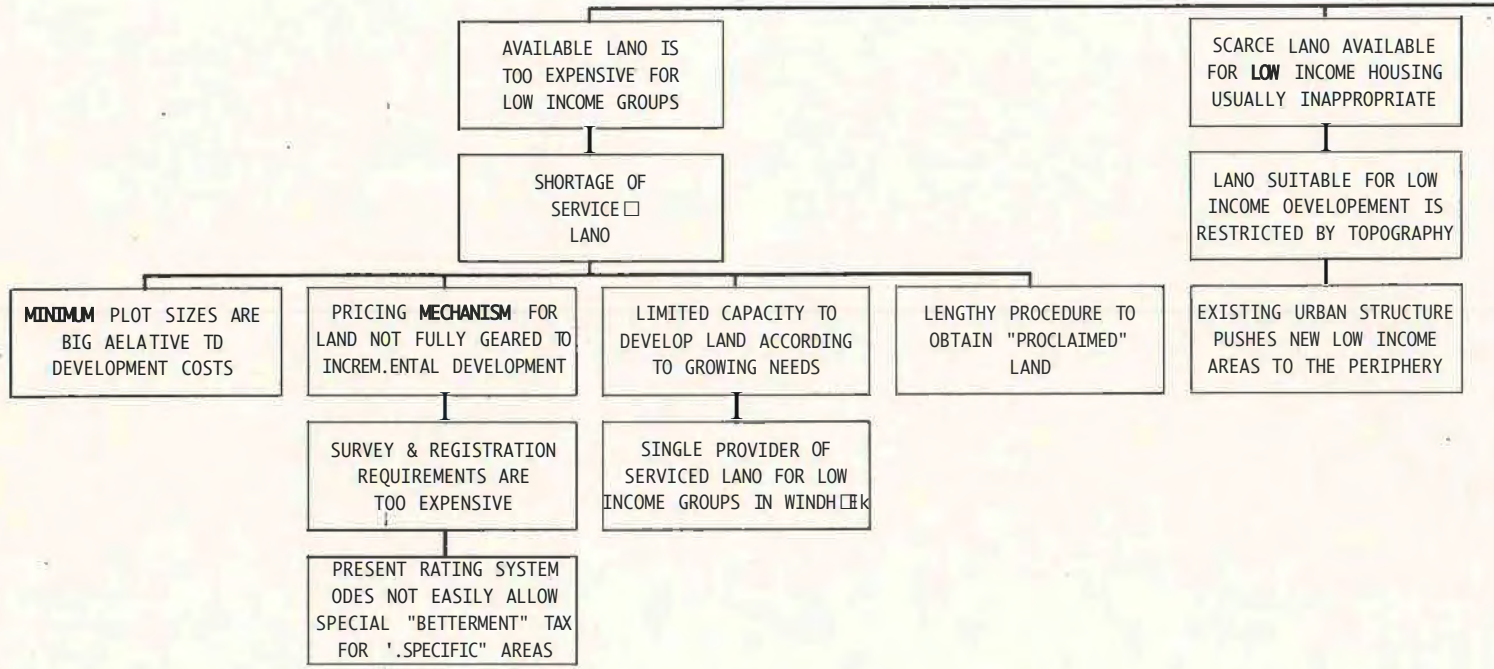 AVAILABLE LANO IS
TOO EXPENSIVE FOR
LOW INCOME GROUPS
SCARCE LANO AVAILABLE
FOR LOW INCOME HOUSING
USUALLY INAPPROPRIATE
SHORTAGE OF
SERVICE□
LANO
LANO SUITABLE FOR LOW
INCOME OEVELOPEMENT IS
RESTRICTED BY TOPOGRAPHY
MINIMUM PLOT SIZES ARE
BIG AELATIVE TD
DEVELOPMENT COSTS
PRICING MECHANISM FOR
LAND NOT FULLY GEARED TO
INCREM.ENTAL DEVELOPMENT
LIMITED CAPACITY TO
DEVELOP LAND ACCORDING
TO GROWING NEEDS
LENGTHY PROCEDURE TO
OBTAIN "PROCLAIMED"
LAND
EXISTING URBAN STRUCTURE
PUSHES NEW LOW INCOME
AREAS TO THE PERIPHERY
SURVEY & REGISTRATION
REQUIREMENTS ARE
TOO EXPENSIVE
SINGLE PROVIDER OF
SERVICED LANO FOR LOW
INCOME GROUPS IN WINDH□Ek
PRESENT RATING SYSTEM
ODES NOT EASILY ALLOW
SPECIAL "BETTERMENT" TAX
FOR '.SPECIFIC" AREAS